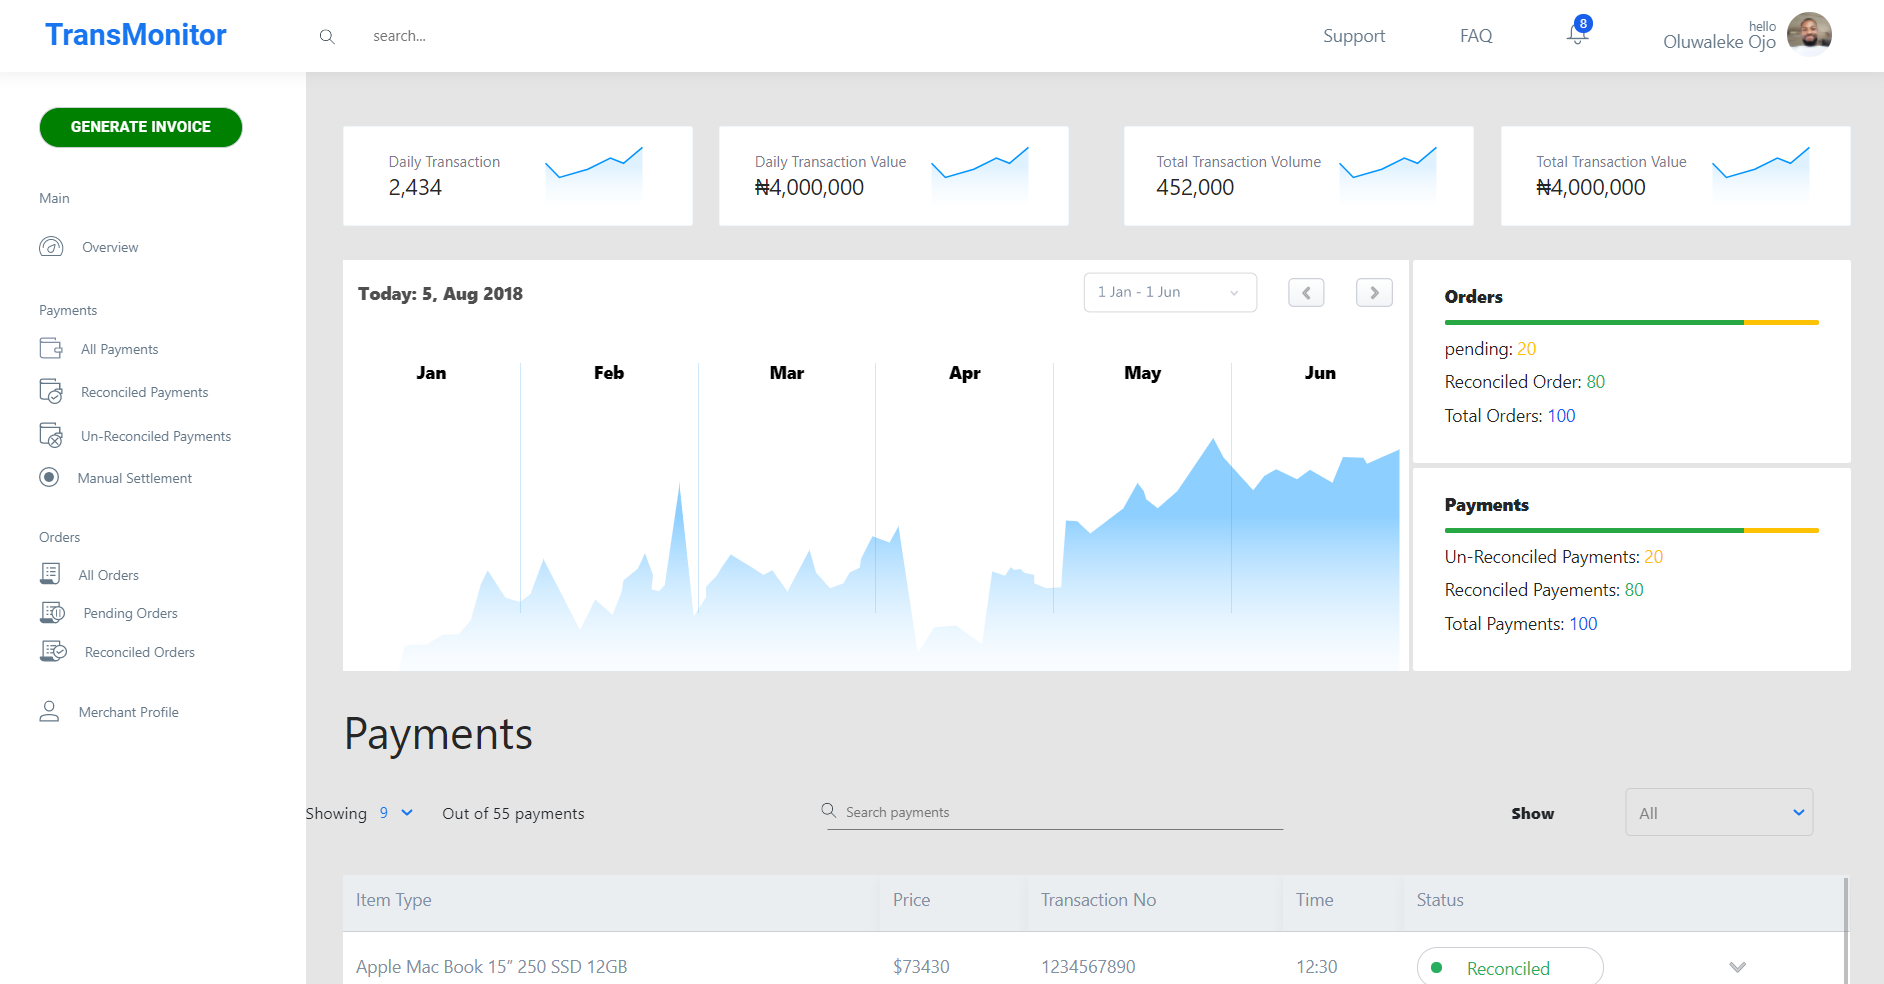 TransMonitor
search...
Support
FAQ
8
hello
Oluwaleke Ojo
GENERATE INVOICE
Main
Overview
Payments
All Payments
Reconciled Payments
Un-Reconciled Payments
Manual Settlement
Orders
All Orders
Pending Orders
Reconciled Orders
Merchant Profile
Daily Transaction
2,434
Daily Transaction Value
₦4,000,000
Total Transaction Volume
452,000
Total Transaction Value
₦4,000,000
Today: 5, Aug 2018
1 Jan - 1 Jun
Jan Feb Mar Apr May Jun
Orders
pending: 20
Reconciled Order: 80
Total Orders: 100
Payments
Un-Reconciled Payments: 20
Reconciled Payements: 80
Total Payments: 100
Payments
Showing 9 Out of 55 payments
Search payments
Show
All
Item Type Price Transaction No Time Status
Apple Mac Book 15” 250 SSD 12GB $73430 1234567890 12:30 Reconciled